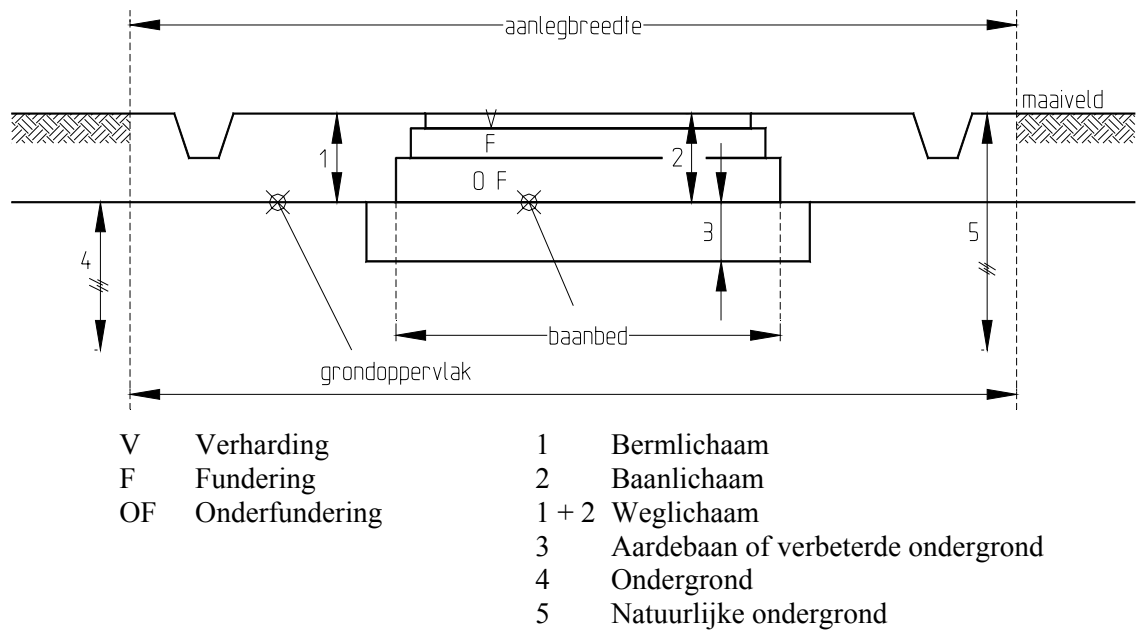 aanlegbreedte
maaiveld
V
F
1
2
O F
3
4
5
baanbed
grondoppervlak
V Verharding 1 Bermlichaam
F Fundering 2 Baanlichaam
OF Onderfundering 1 + 2 Weglichaam
3 Aardebaan of verbeterde ondergrond
4 Ondergrond
5 Natuurlijke ondergrond